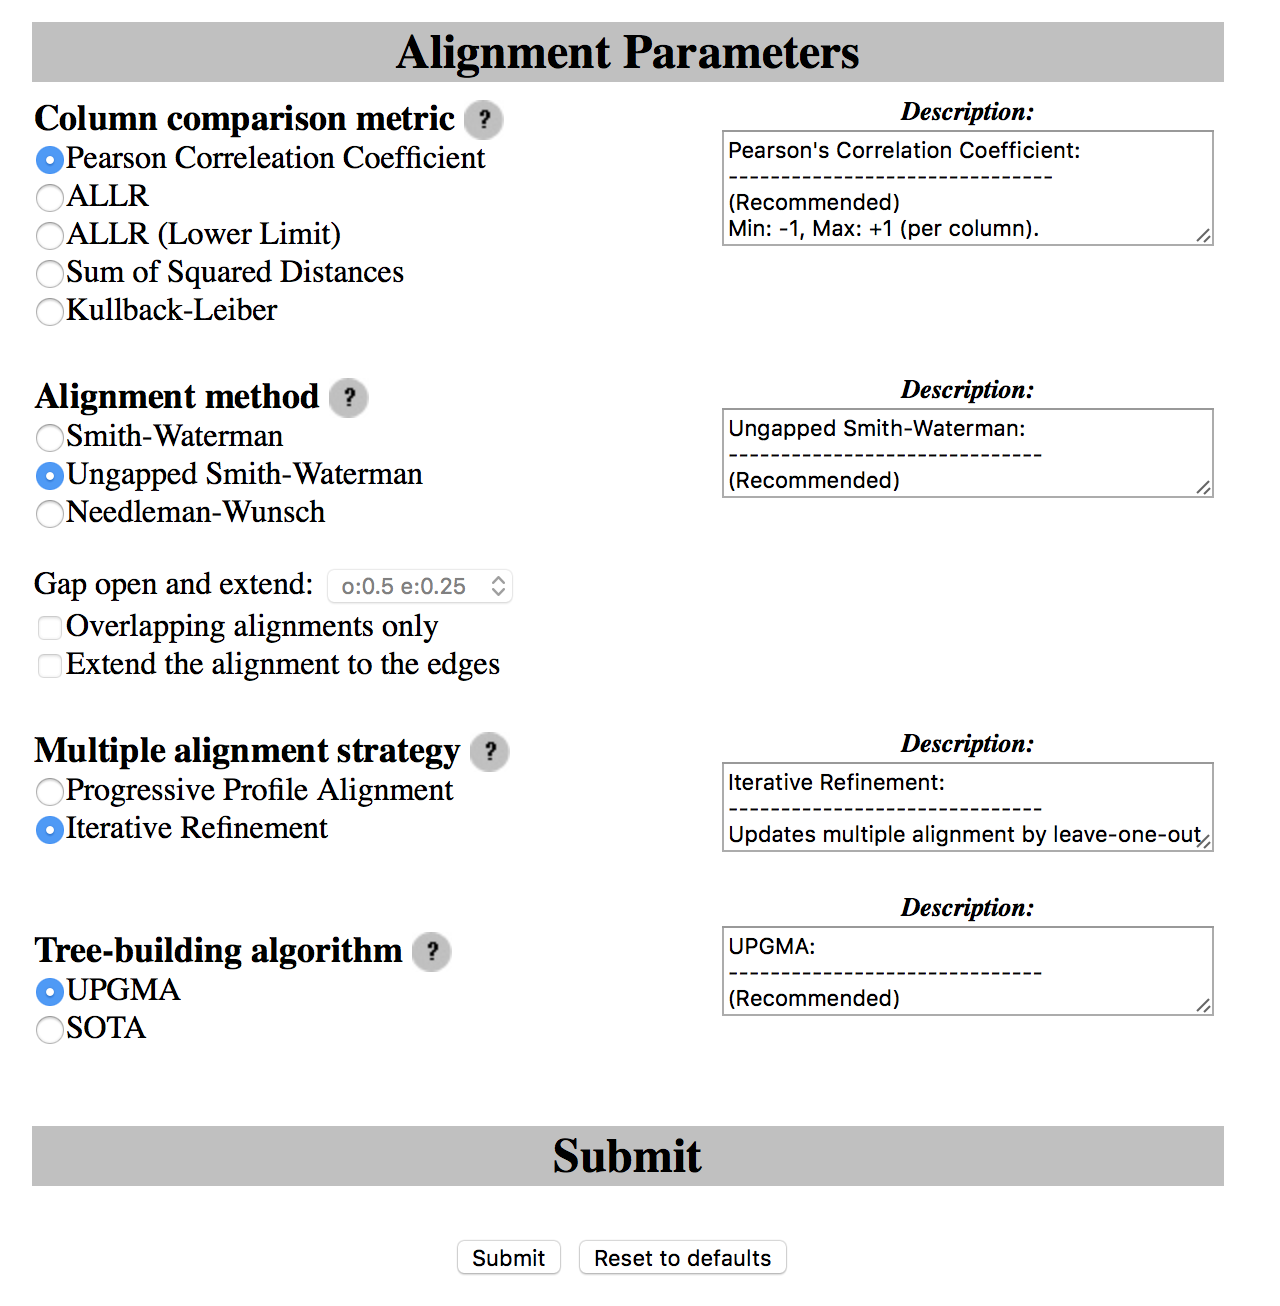 Alignment Parameters
Column comparison metric ?
Description:
Pearson Correleation Coefficient
ALLR
ALLR (Lower Limit)
Sum of Squared Distances
Kullback-Leiber
Pearson's Correlation Coefficient:
-------------------------------
(Recommended)
Min: -1, Max: +1 (per column).
Alignment method ?
Description:
Smith-Waterman
Ungapped Smith-Waterman
Needleman-Wunsch
Ungapped Smith-Waterman:
------------------------------
(Recommended)
Gap open and extend: o:0.5 e:0.25
Overlapping alignments only
Extend the alignment to the edges
Multiple alignment strategy ?
Description:
Progressive Profile Alignment
Iterative Refinement
Iterative Refinement:
------------------------------
Updates multiple alignment by leave-one-out
Tree-building algorithm ?
Description:
UPGMA
SOTA
UPGMA:
------------------------------
(Recommended)
Submit
Submit Reset to defaults